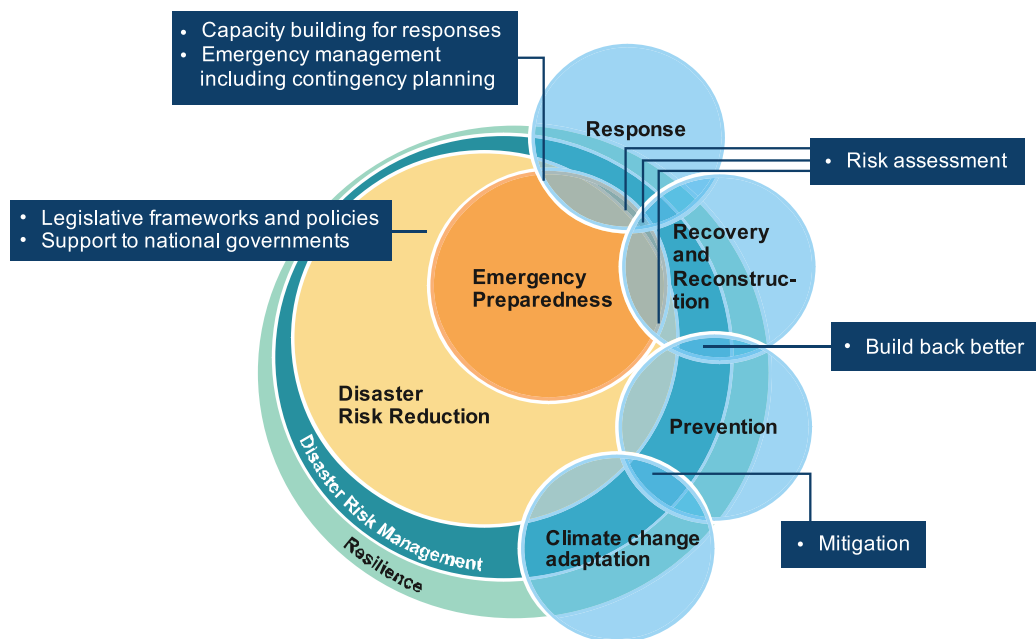 • Capacity building for responses
• Emergency management
including contingency planning
Response
• Risk assessment
• Legislative frameworks and policies
• Support to national governments
Recovery
and
Reconstruc-
tion
Emergency
Preparedness
• Build back better
Disaster
Risk Reduction
Prevention
Disaster Risk Management
Resilience
Climate change
adaptation
• Mitigation